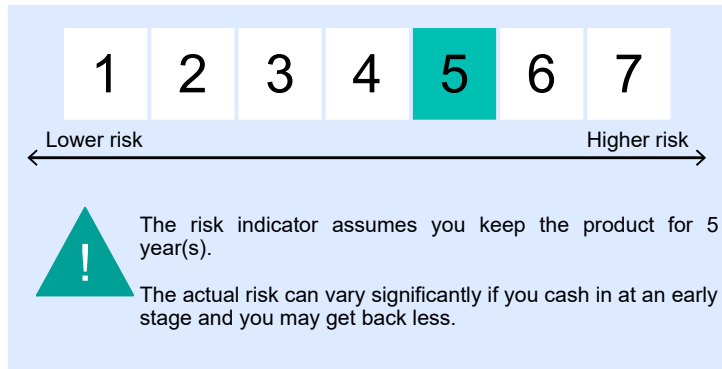 1 2 3 4 5 6 7
Lower risk Higher risk
!
The risk indicator assumes you keep the product for 5
year(s).
The actual risk can vary significantly if you cash in at an early
stage and you may get back less.